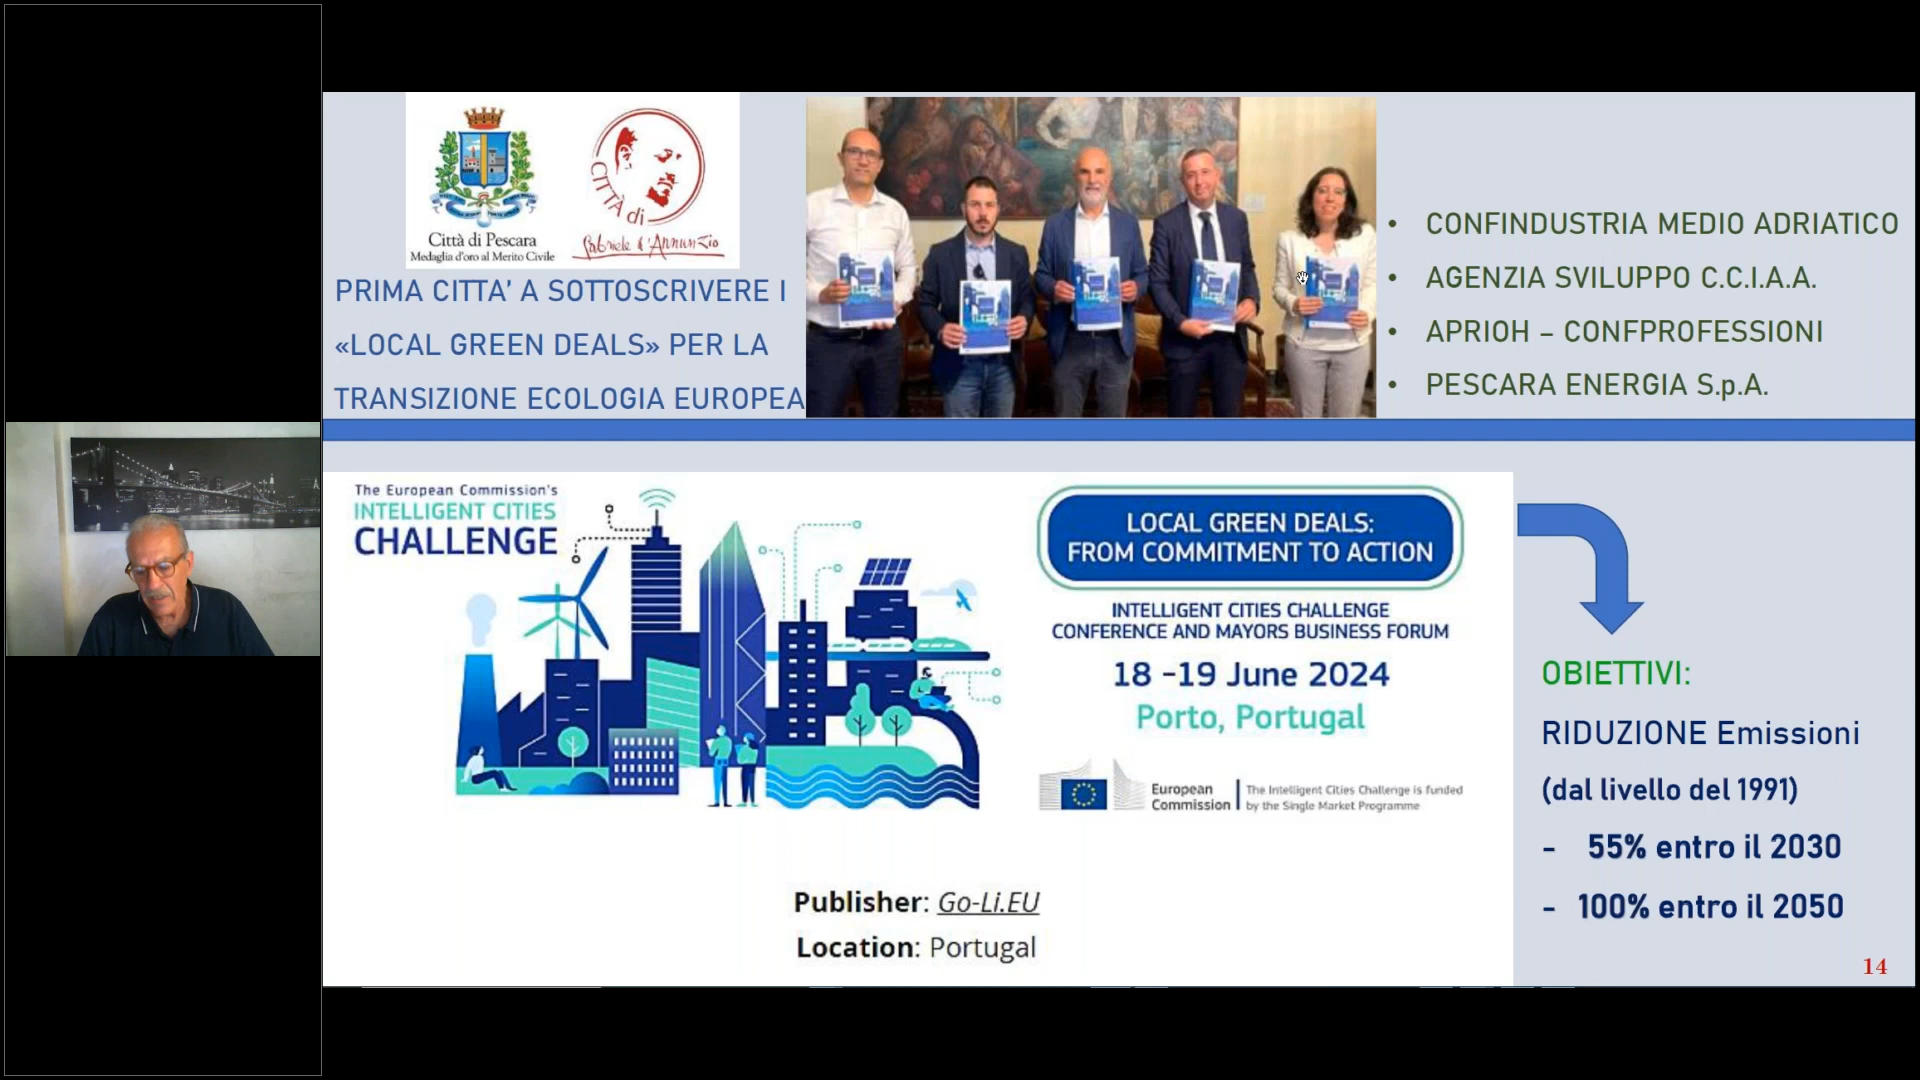 Città di Pescara
Medaglia d'oro al Merito Civile
CITTÀ di
Gabriele d'Annunzio
PRIMA CITTA' A SOTTOSCRIVERE I
«LOCAL GREEN DEALS» PER LA
TRANSIZIONE ECOLOGIA EUROPEA
• CONFINDUSTRIA MEDIO ADRIATICO
• AGENZIA SVILUPPO C.C.I.A.A.
• APRIOH – CONFPROFESSIONI
• PESCARA ENERGIA S.p.A.
The European Commission's
INTELLIGENT CITIES
CHALLENGE
LOCAL GREEN DEALS:
FROM COMMITMENT TO ACTION
INTELLIGENT CITIES CHALLENGE
CONFERENCE AND MAYORS BUSINESS FORUM
18 -19 June 2024
Porto, Portugal
European
Commission
The Intelligent Cities Challenge is funded
by the Single Market Programme
Publisher: Go-Li.EU
Location: Portugal
OBIETTIVI:
RIDUZIONE Emissioni
(dal livello del 1991)
- 55% entro il 2030
- 100% entro il 2050
14